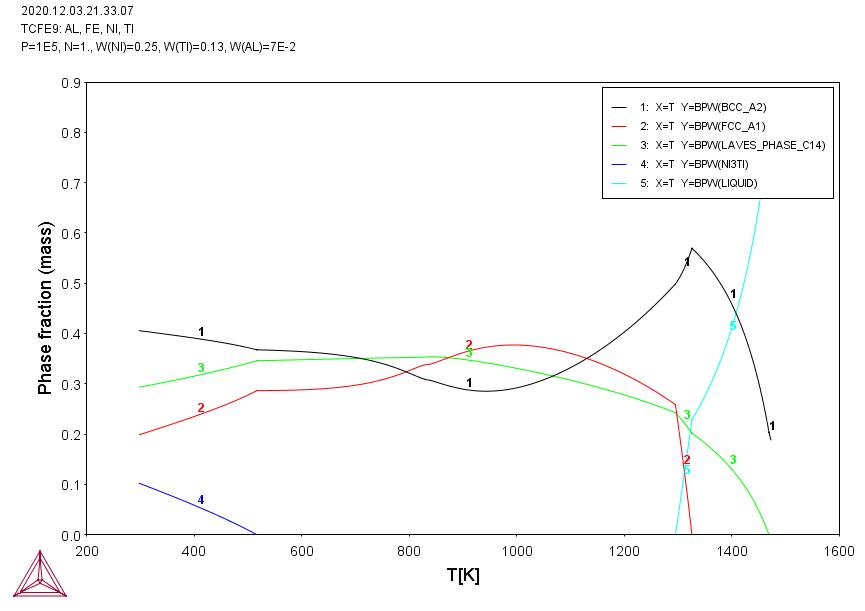 2020.12.03.21.33.07
TCFE9: AL, FE, NI, TI
P=1E5, N=1., W(NI)=0.25, W(TI)=0.13, W(AL)=7E-2
0.9
0.8
0.7
0.6
0.5
0.4
0.3
0.2
0.1
0.0
Phase fraction (mass)
1: X=T Y=BPW(BCC_A2)
2: X=T Y=BPW(FCC_A1)
3: X=T Y=BPW(LAVES_PHASE_C14)
4: X=T Y=BPW(NI3TI)
5: X=T Y=BPW(LIQUID)
1
3
2
4
2
3
1
1
3
2
5
1
5
3
1
200 400 600 800 1000 1200 1400 1600
T[K]